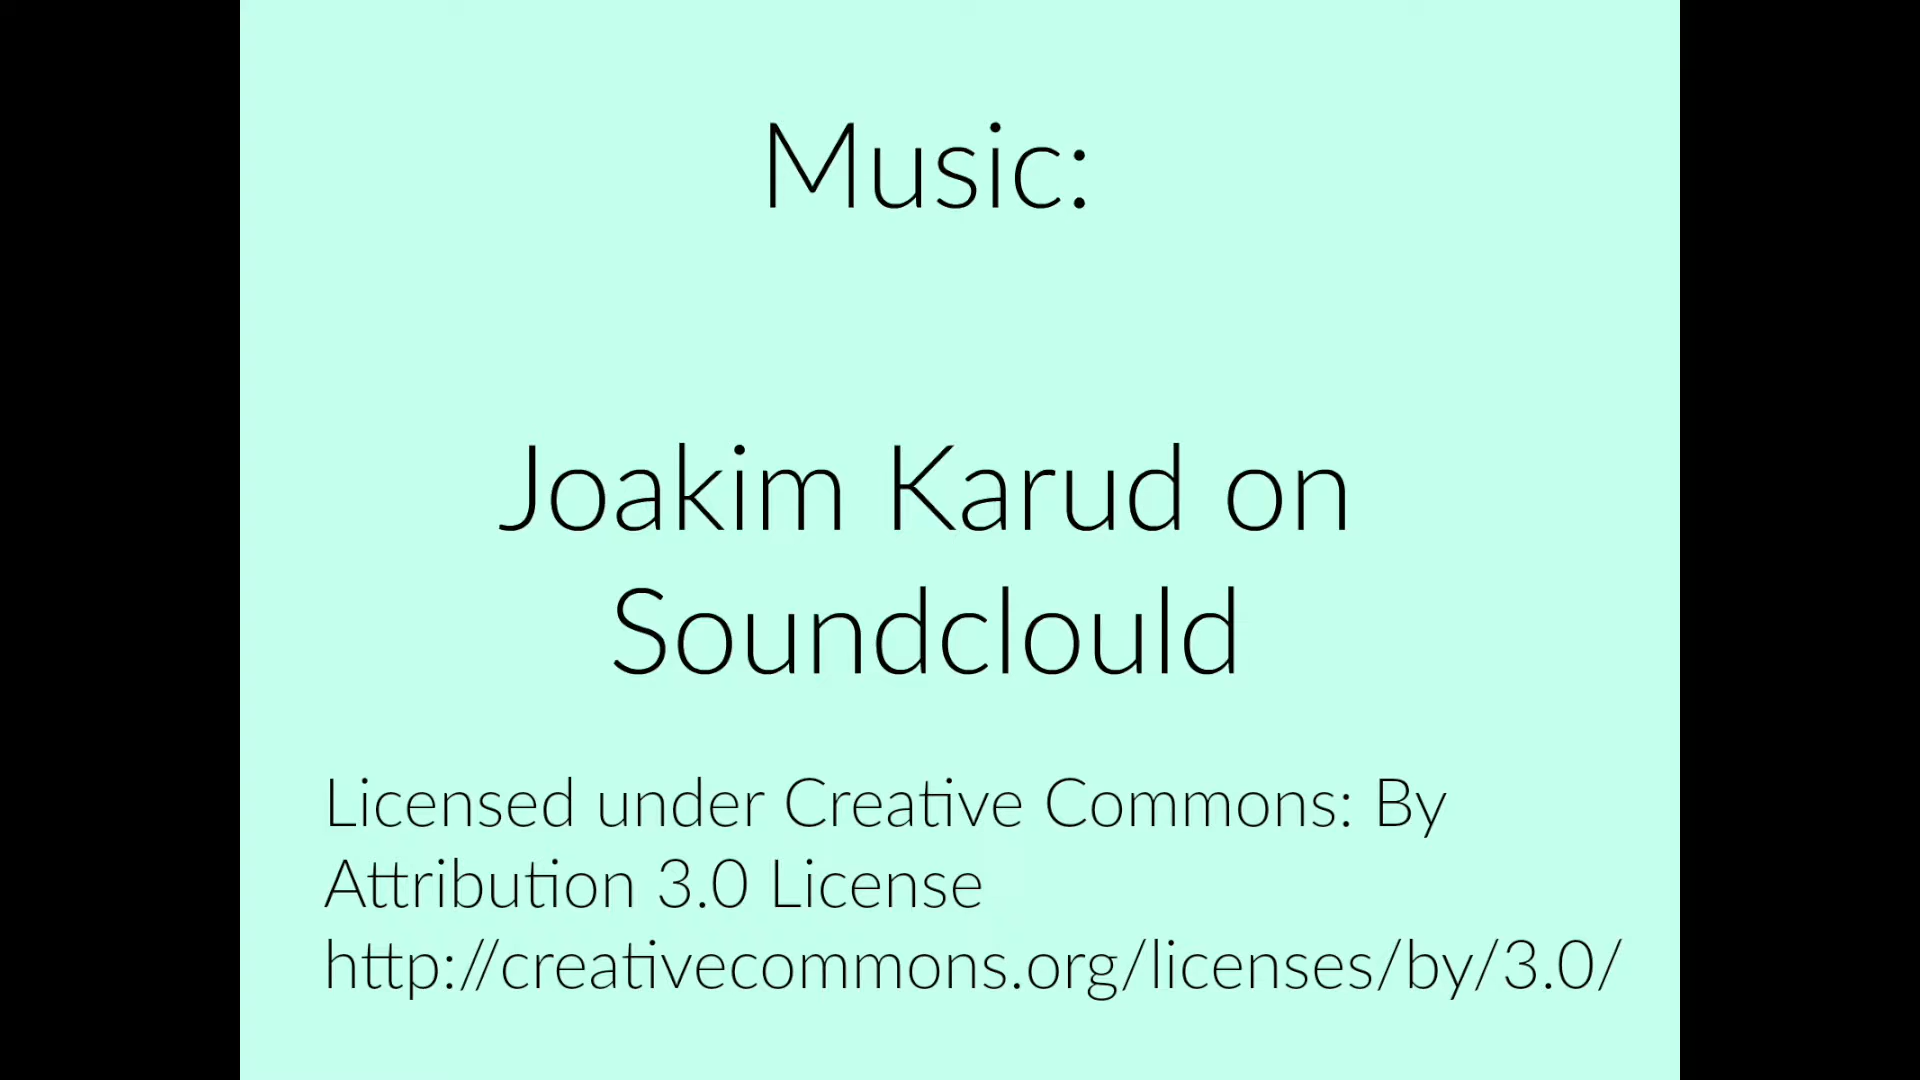 Music:
Joakim Karud on
Soundclould
Licensed under Creative Commons: By
Attribution 3.0 License
http://creativecommons.org/licenses/by/3.0/